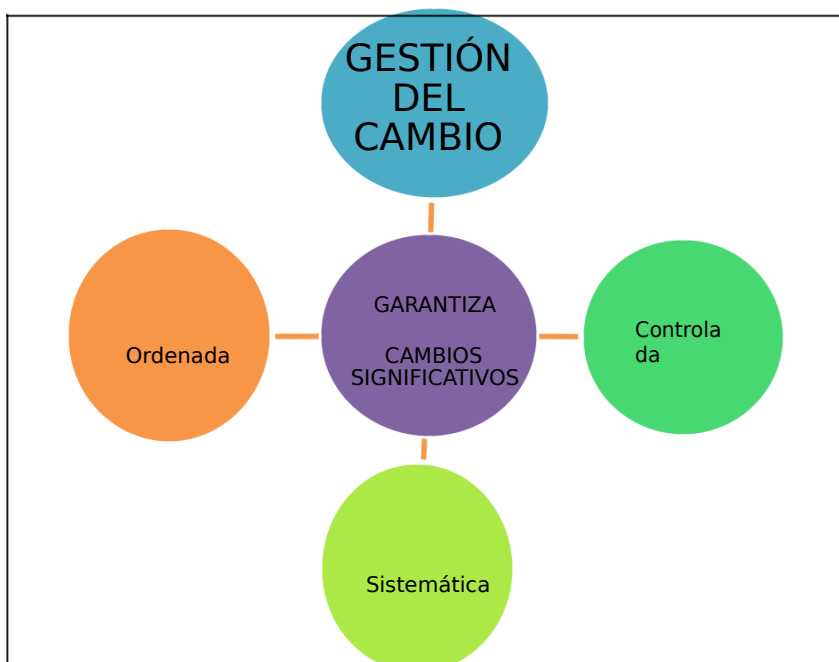 GESTIÓN
DEL
CAMBIO
GARANTIZA
CAMBIOS
SIGNIFICATIVOS
Ordenada
Controla
da
Sistemática